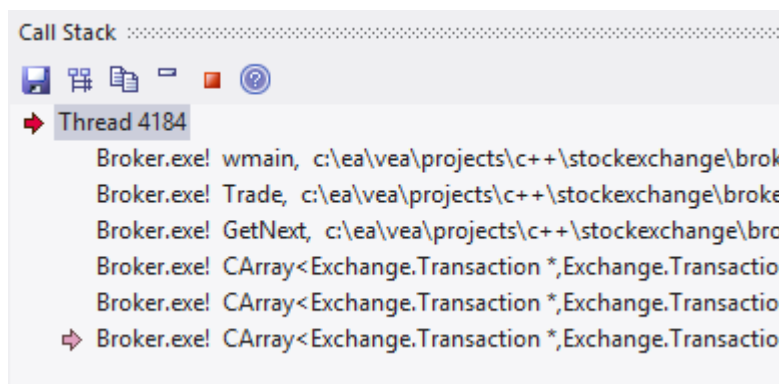 Call Stack
Thread 4184
Broker.exe! wmain, c:\ea\vea\projects\c++\stockexchange\brok
Broker.exe! Trade, c:\ea\vea\projects\c++\stockexchange\broke
Broker.exe! GetNext, c:\ea\vea\projects\c++\stockexchange\bro
Broker.exe! CArray<Exchange.Transaction *,Exchange.Transactio
Broker.exe! CArray<Exchange.Transaction *,Exchange.Transactio
Broker.exe! CArray<Exchange.Transaction *,Exchange.Transactio